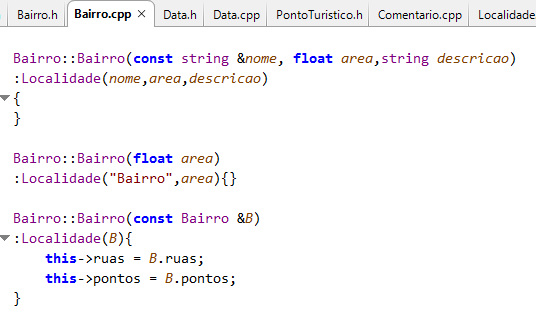 Bairro.h Bairro.cpp × Data.h Data.cpp PontoTuristico.h Comentario.cpp Localidade
Bairro::Bairro(const string &nome, float area,string descricao)
:Localidade(nome,area,descricao)
{
}
Bairro::Bairro(float area)
:Localidade("Bairro",area){}
Bairro::Bairro(const Bairro &B)
:Localidade(B){
this->ruas = B.ruas;
this->pontos = B.pontos;
}